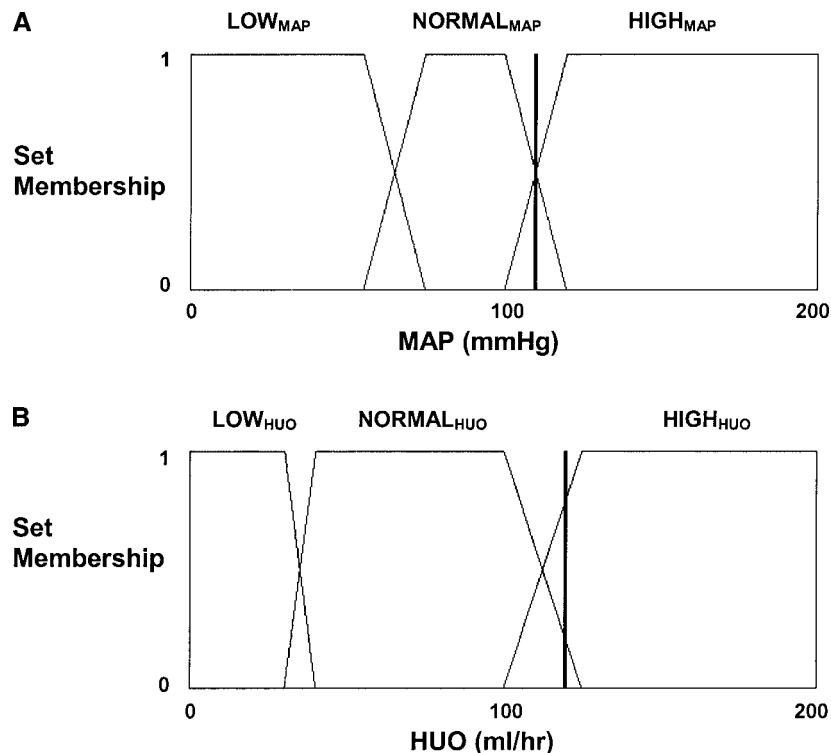 A
LOWMAP NORMALMAP HIGHMAP
1
Set
Membership
0
0 100 200
MAP (mmHg)
B
LOWHUO NORMALHUO HIGHHUO
1
Set
Membership
0
0 100 200
HUO (ml/hr)